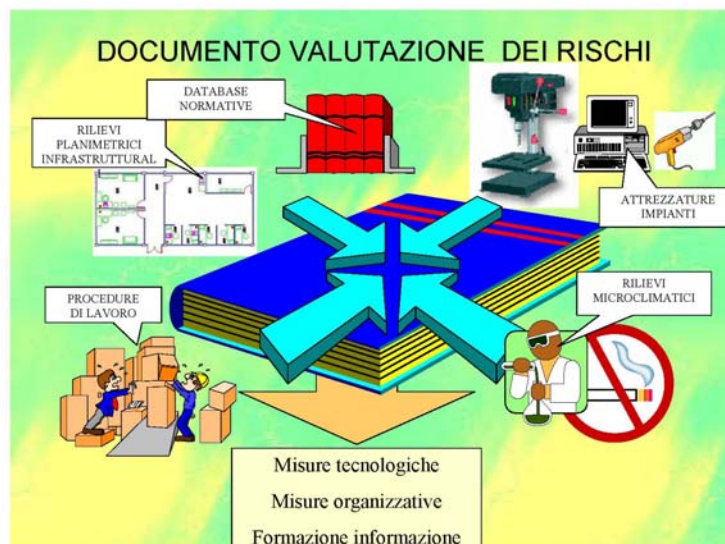 DOCUMENTO VALUTAZIONE DEI RISCHI
DATABASE
NORMATIVE
RILIEVI
PLANIMETRICI
INFRASTRUTTURAL
ATTREZZATURE
IMPIANTI
PROCEDURE
DI LAVORO
RILIEVI
MICROCLIMATICI
Misure tecnologiche
Misure organizzative
Formazione informazione